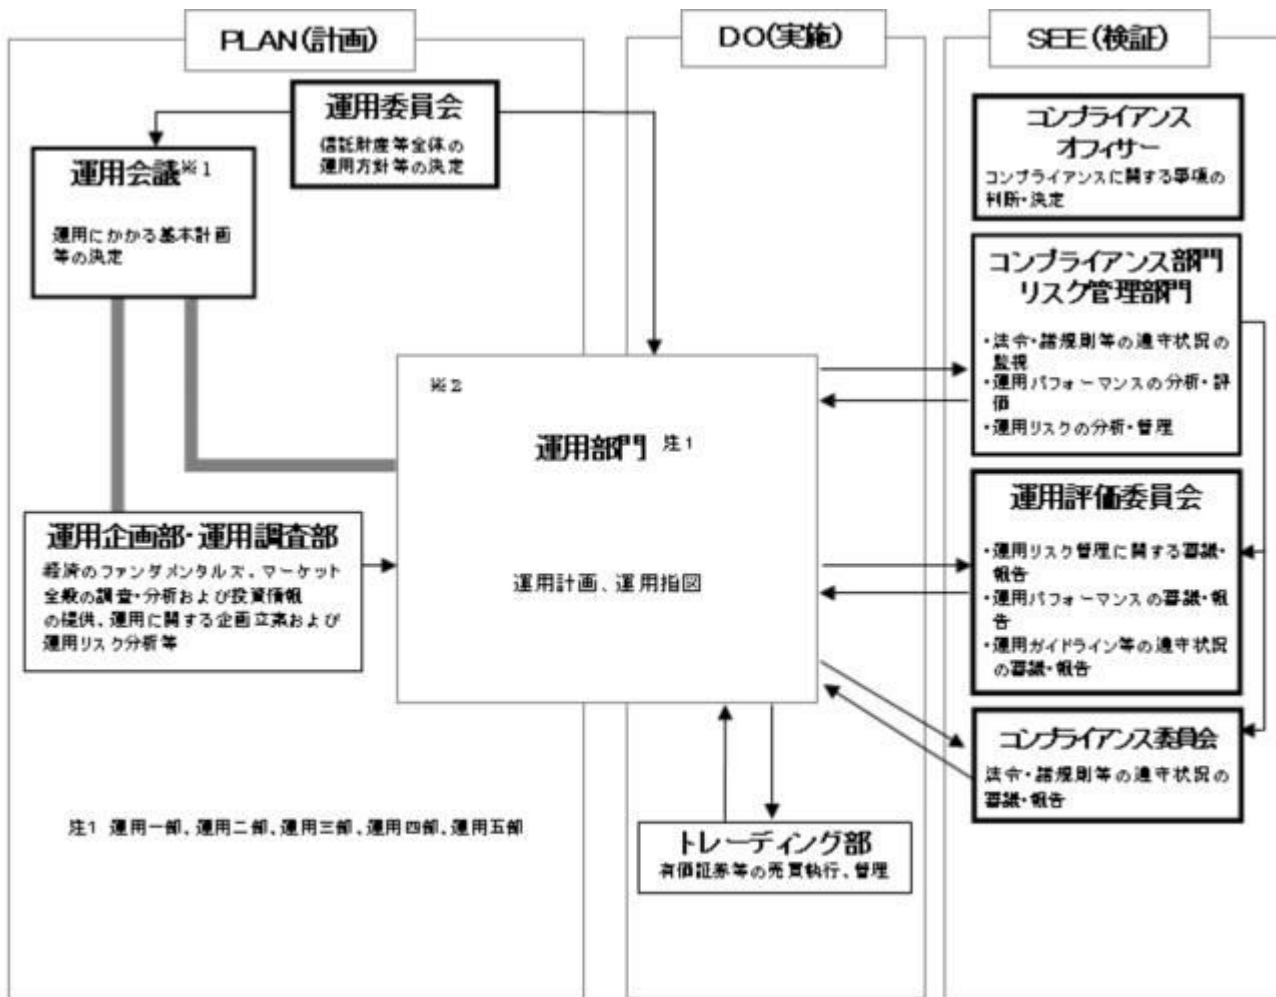 PLAN(計画)
運用委員会
信託財産等全体の
運用方針等の決定
運用会議※1
運用にかかる基本計画
等の決定
運用企画部・運用調査部
経済のファンダメンタルズ、マーケット
全般の調査・分析および投資情報
の提供、運用に関する企画立案および
運用リスク分析等
注1 運用一部、運用二部、運用三部、運用四部、運用五部
DO(実施)
※2
運用部門 注1
運用計画、運用指図
トレーディング部
有価証券等の売買執行、管理
SEE(検証)
コンプライアンス
オフィサー
コンプライアンスに関する事項の
判断・決定
コンプライアンス部門
リスク管理部門
・法令・諸規則等の遵守状況の
監視
・運用パフォーマンスの分析・評
価
・運用リスクの分析・管理
運用評価委員会
・運用リスク管理に関する審議・
報告
・運用パフォーマンスの審議・報
告
・運用ガイドライン等の遵守状況
の審議・報告
コンプライアンス委員会
法令・諸規則等の遵守状況の
審議・報告